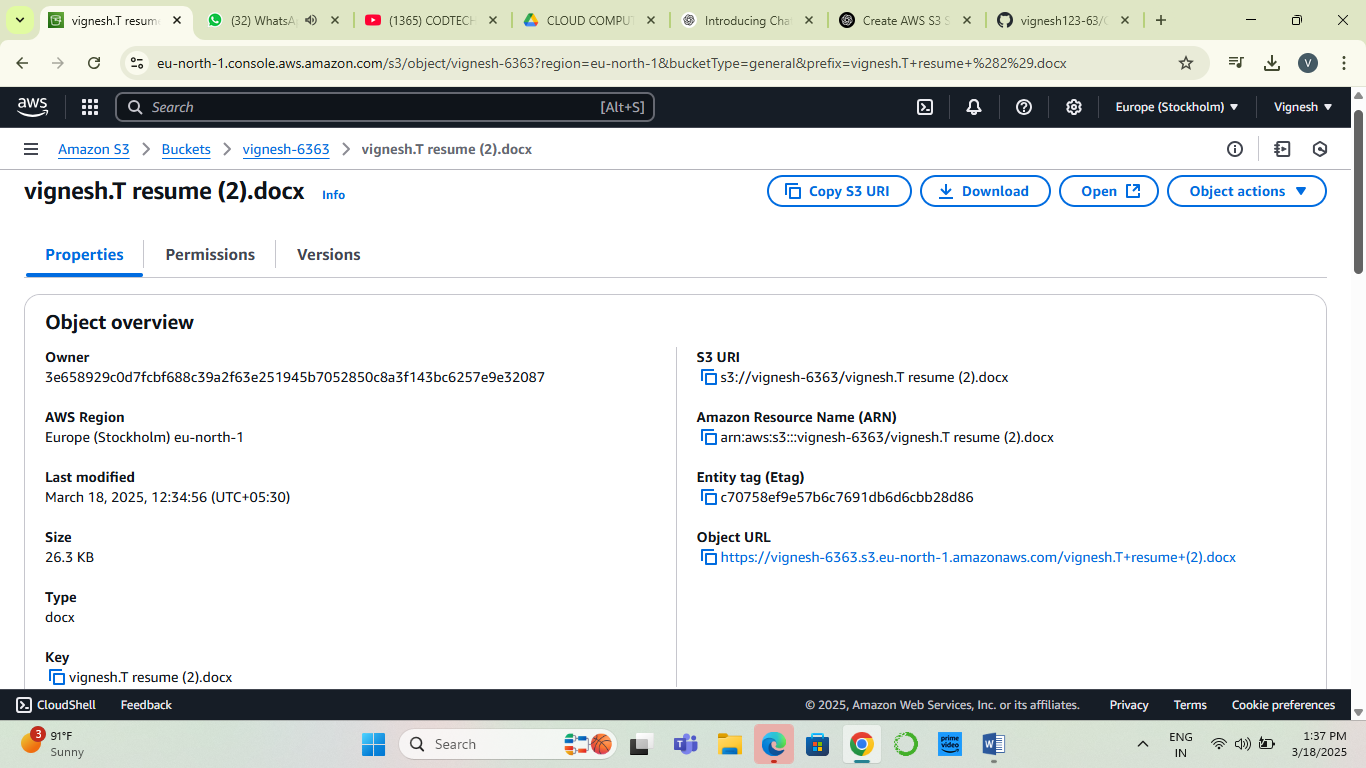 vignesh.T resume
(32) WhatsA
(1365) CODTECH
CLOUD COMPUT
Introducing Cha
Create AWS S3 S
vignesh123-63/C
eu-north-1.console.aws.amazon.com/s3/object/vignesh-6363?region=eu-north-1&bucketType=general&prefix=vignesh.T+resume+%282%29.docx
V
aws
Search
[Alt+S]
Europe (Stockholm)
Vignesh
Amazon S3
Buckets
vignesh-6363
vignesh.T resume (2).docx
vignesh.T resume (2).docx
Info
Copy S3 URI
Download
Open
Object actions
Properties
Permissions
Versions
Object overview
Owner
3e658929c0d7fcbf688c39a2f63e251945b7052850c8a3f143bc6257e9e32087
AWS Region
Europe (Stockholm) eu-north-1
Last modified
March 18, 2025, 12:34:56 (UTC+05:30)
Size
26.3 KB
Type
docx
Key
vignesh.T resume (2).docx
S3 URI
s3://vignesh-6363/vignesh.T resume (2).docx
Amazon Resource Name (ARN)
arn:aws:s3:::vignesh-6363/vignesh.T resume (2).docx
Entity tag (Etag)
c70758ef9e57b6c7691db6d6cbb28d86
Object URL
https://vignesh-6363.s3.eu-north-1.amazonaws.com/vignesh.T+resume+(2).docx
CloudShell
Feedback
© 2025, Amazon Web Services, Inc. or its affiliates.
Privacy
Terms
Cookie preferences
3
91°F
Sunny
Search
prime video
ENG
IN
1:37 PM
3/18/2025